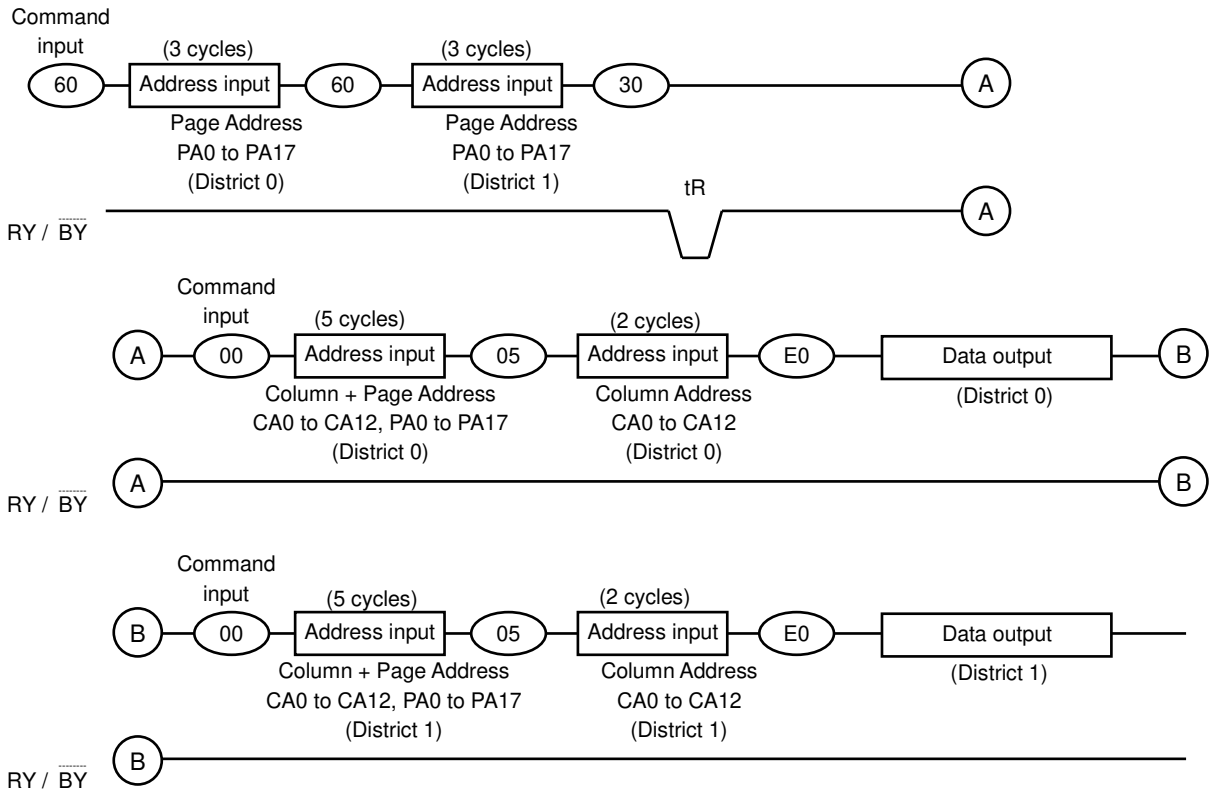 Command
input
(3 cycles)
(3 cycles)
60
Address input
60
Address input
30
A
Page Address
PA0 to PA17
(District 0)
Page Address
PA0 to PA17
(District 1)
tR
A
RY / BY
Command
input
(5 cycles)
(2 cycles)
A
00
Address input
05
Address input
E0
Data output
B
Column + Page Address
CA0 to CA12, PA0 to PA17
(District 0)
Column Address
CA0 to CA12
(District 0)
(District 0)
A
B
RY / BY
Command
input
(5 cycles)
(2 cycles)
B
00
Address input
05
Address input
E0
Data output
Column + Page Address
CA0 to CA12, PA0 to PA17
(District 1)
Column Address
CA0 to CA12
(District 1)
(District 1)
B
RY / BY